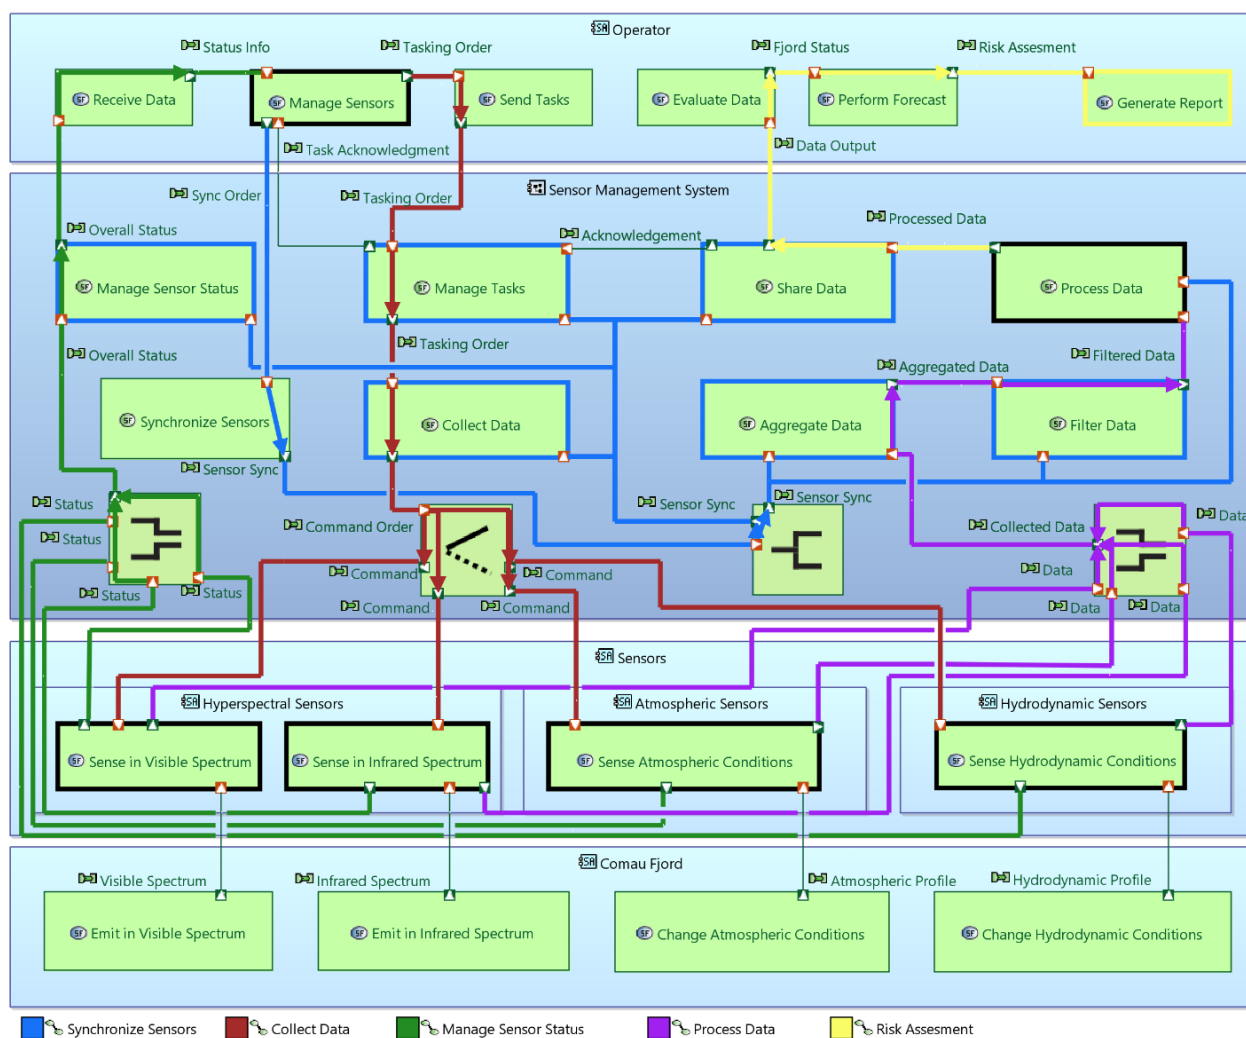 Operator
Status Info
Tasking Order
Fjord Status
Risk Assesment
Receive Data
Manage Sensors
Send Tasks
Evaluate Data
Perform Forecast
Generate Report
Task Acknowledgment
Data Output
Sensor Management System
Sync Order
Tasking Order
Overall Status
Acknowledgement
Processed Data
Manage Sensor Status
Manage Tasks
Share Data
Process Data
Overall Status
Tasking Order
Aggregated Data
Filtered Data
Synchronize Sensors
Collect Data
Aggregate Data
Filter Data
Sensor Sync
Status
Command Order
Sensor Sync
Sensor Sync
Collected Data
Data
Status
Command
Command
Data
Status
Status
Command
Command
Data
Data
Sensors
Hyperspectral Sensors
Atmospheric Sensors
Hydrodynamic Sensors
Sense in Visible Spectrum
Sense in Infrared Spectrum
Sense Atmospheric Conditions
Sense Hydrodynamic Conditions
Comau Fjord
Visible Spectrum
Infrared Spectrum
Atmospheric Profile
Hydrodynamic Profile
Emit in Visible Spectrum
Emit in Infrared Spectrum
Change Atmospheric Conditions
Change Hydrodynamic Conditions
Synchronize Sensors
Collect Data
Manage Sensor Status
Process Data
Risk Assesment